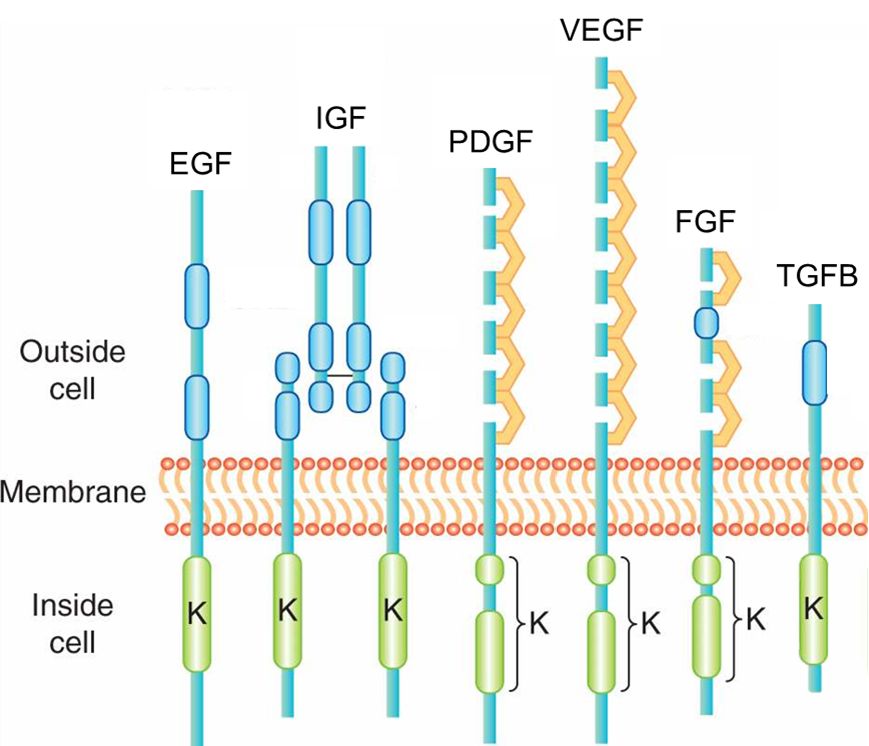 VEGF
IGF
PDGF
EGF
FGF
TGFB
Outside
cell
Membrane
Inside
cell
K
K
K
K
K
K
K